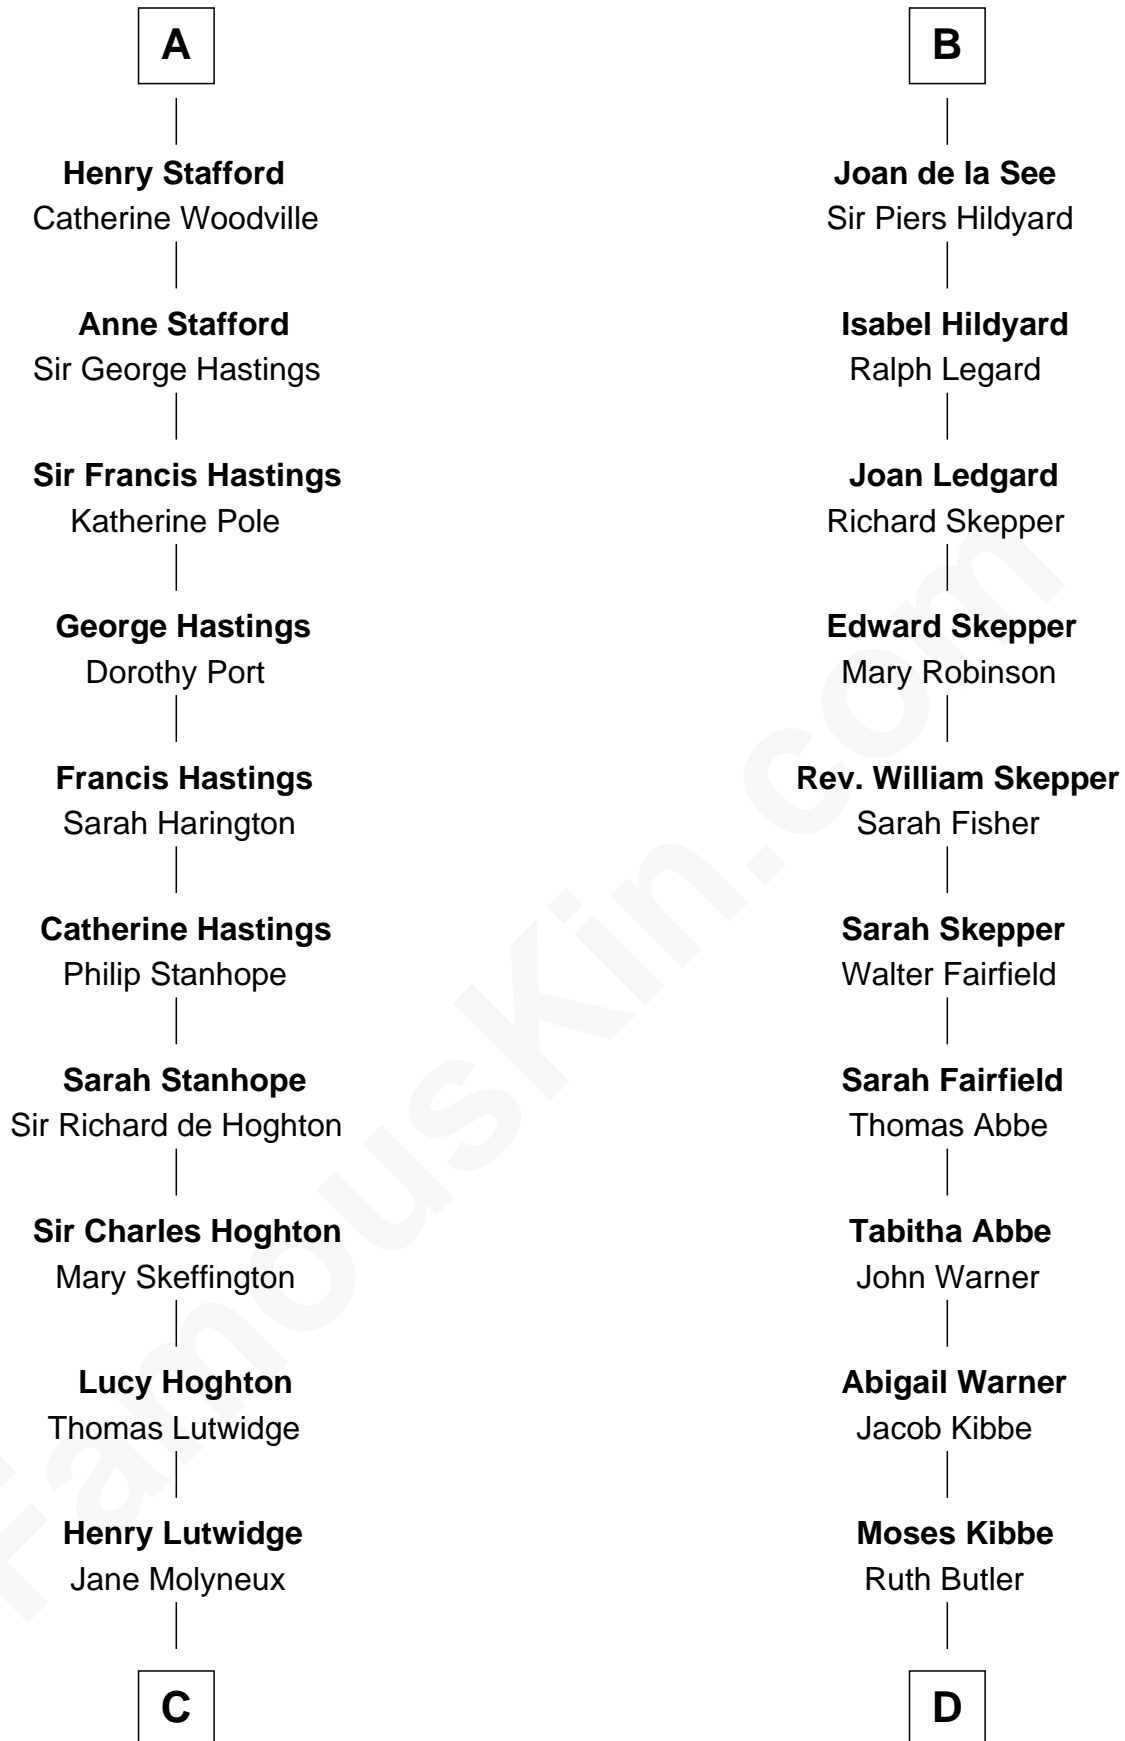 A
Henry Stafford
Catherine Woodville
Anne Stafford
Sir George Hastings
Sir Francis Hastings
Katherine Pole
George Hastings
Dorothy Port
Francis Hastings
Sarah Harington
Catherine Hastings
Philip Stanhope
Sarah Stanhope
Sir Richard de Hoghton
Sir Charles Hoghton
Mary Skeffington
Lucy Hoghton
Thomas Lutwidge
Henry Lutwidge
Jane Molyneux
C
B
Joan de la See
Sir Piers Hildyard
Isabel Hildyard
Ralph Legard
Joan Ledgard
Richard Skepper
Edward Skepper
Mary Robinson
Rev. William Skepper
Sarah Fisher
Sarah Skepper
Walter Fairfield
Sarah Fairfield
Thomas Abbe
Tabitha Abbe
John Warner
Abigail Warner
Jacob Kibbe
Moses Kibbe
Ruth Butler
D
FamousKin.com